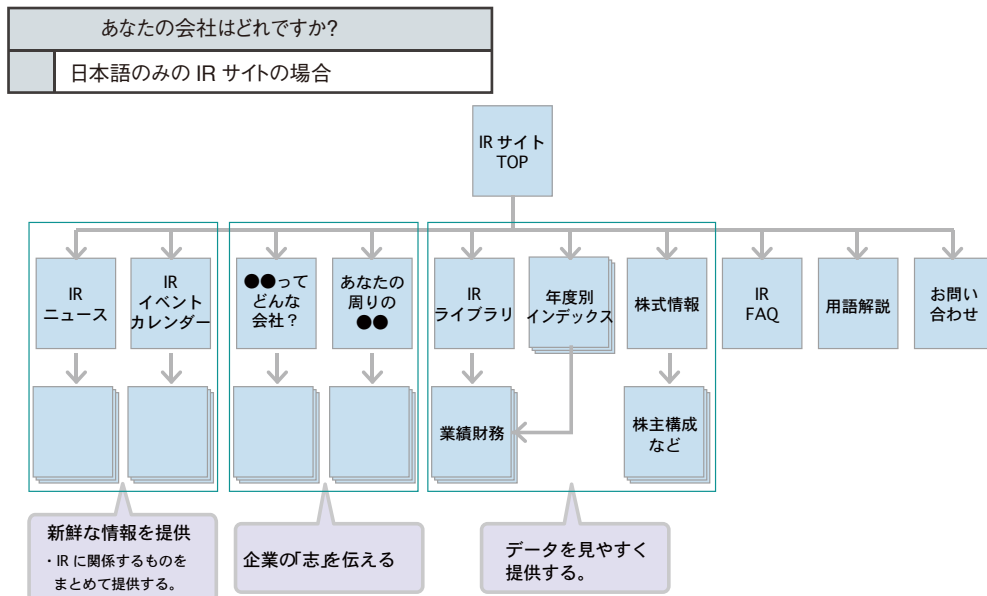 あなたの会社はどれですか?
日本語のみの IR サイトの場合
IR サイト
TOP
IR
ニュース
IR
イベント
カレンダー
●●って
どんな
会社？
あなたの
周りの
●●
IR
ライブラリ
年度別
インデックス
株式情報
IR
FAQ
用語解説
お問い
合わせ
業績財務
株主構成
など
新鮮な情報を提供
・IR に関係するものを
まとめて提供する。
企業の「志」を伝える
データを見やすく
提供する。